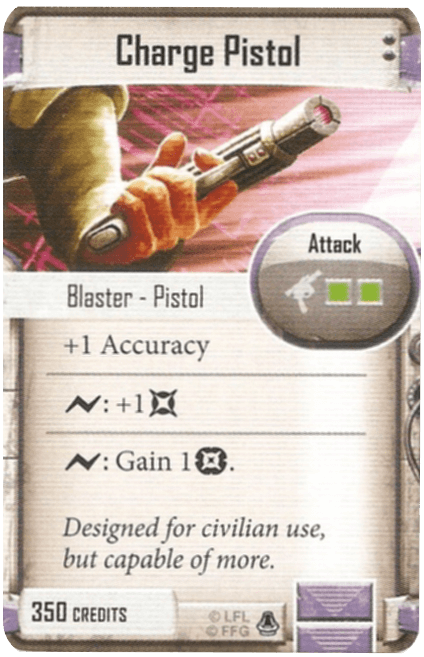 Charge Pistol
Attack
Blaster - Pistol
+1 Accuracy
: +1
: Gain 1.
Designed for civilian use,
but capable of more.
350 CREDITS
© LFL
© FFG